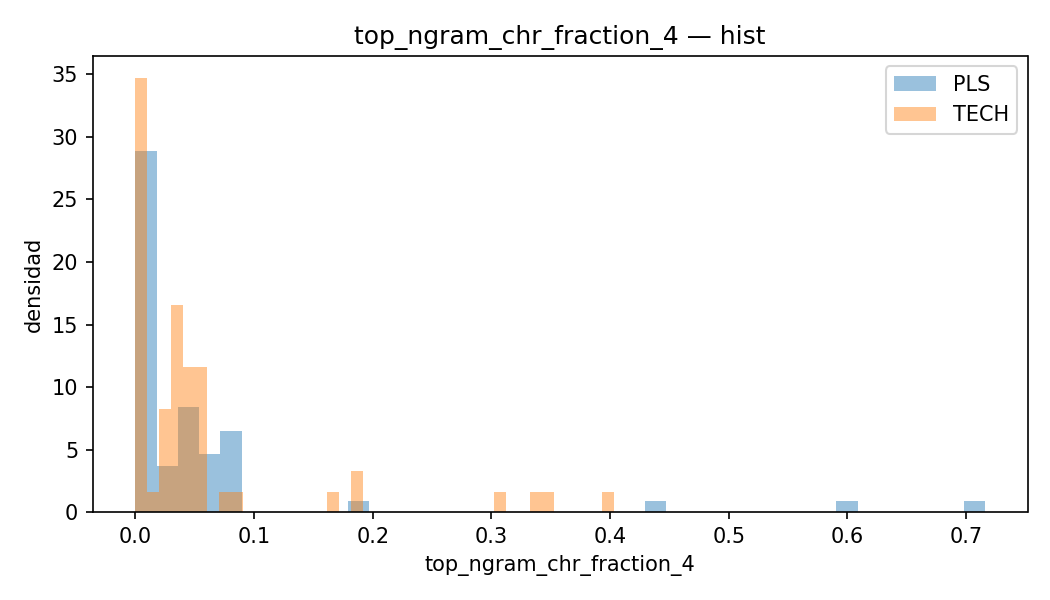 top_ngram_chr_fraction_4 — hist
PLS
TECH
densidad
35
30
25
20
15
10
5
0
0.0 0.1 0.2 0.3 0.4 0.5 0.6 0.7
top_ngram_chr_fraction_4